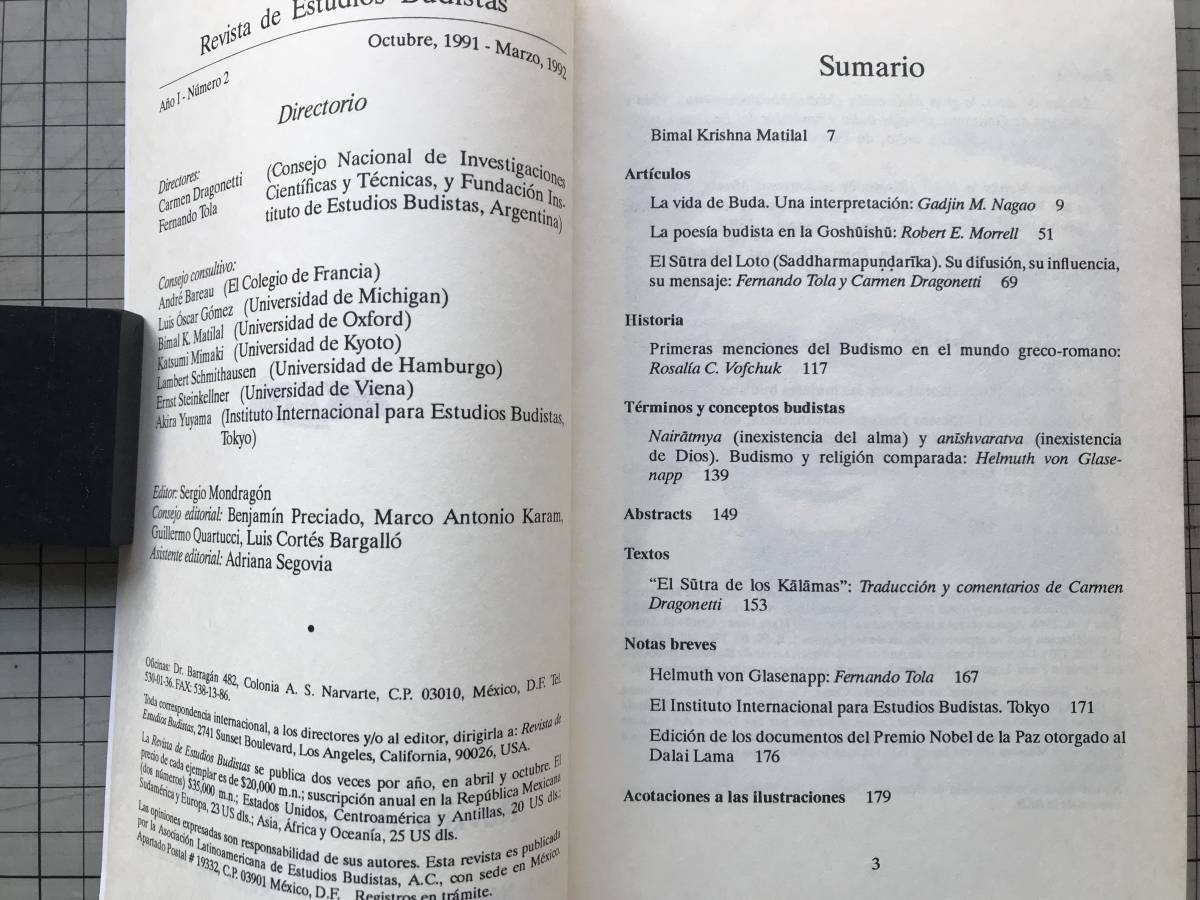 Revista de Estudios Budistas
Octubre, 1991 - Marzo, 1992
Año I - Número 2
Directorio
Directores:
Carmen Dragonetti
Fernando Tola
(Consejo Nacional de Investigaciones
Científicas y Técnicas, y Fundación Ins-
tituto de Estudios Budistas, Argentina)
Consejo consultivo:
André Bareau (El Colegio de Francia)
Luis Óscar Gómez (Universidad de Michigan)
Bimal K. Matilal (Universidad de Oxford)
Katsumi Mimaki (Universidad de Kyoto)
Lambert Schmithausen (Universidad de Hamburgo)
Ernst Steinkellner (Universidad de Viena)
Akira Yuyama (Instituto Internacional para Estudios Budistas,
Tokyo)
Editor: Sergio Mondragón
Consejo editorial: Benjamín Preciado, Marco Antonio Karam,
Guillermo Quartucci, Luis Cortés Bargalló
Asistente editorial: Adriana Segovia
•
Oficinas: Dr. Barragán 482, Colonia A. S. Narvarte, C.P. 03010, México, D.F. Tel.
530-01-36. FAX: 538-13-86.
Toda correspondencia internacional, a los directores y/o al editor, dirigirla a: Revista de
Estudios Budistas, 2741 Sunset Boulevard, Los Angeles, California, 90026, USA.
La Revista de Estudios Budistas se publica dos veces por año, en abril y octubre. El
precio de cada ejemplar es de $20,000 m.n.; suscripción anual en la República Mexicana
(dos números) $35,000 m.n.; Estados Unidos, Centroamérica y Antillas, 20 US dls.;
Sudamérica y Europa, 23 US dls.; Asia, África y Oceanía, 25 US dls.
Las opiniones expresadas son responsabilidad de sus autores. Esta revista es publicada
por la Asociación Latinoamericana de Estudios Budistas, A.C., con sede en México.
Apartado Postal # 19332, C.P. 03901 México, D.F. Registros en trámite.
Sumario
Bimal Krishna Matilal 7
Artículos
La vida de Buda. Una interpretación: Gadjin M. Nagao 9
La poesía budista en la Goshūishū: Robert E. Morrell 51
El Sūtra del Loto (Saddharmapuṇḍarīka). Su difusión, su influencia,
su mensaje: Fernando Tola y Carmen Dragonetti 69
Historia
Primeras menciones del Budismo en el mundo greco-romano:
Rosalía C. Vofchuk 117
Términos y conceptos budistas
Nairātmya (inexistencia del alma) y anīshvaratva (inexistencia
de Dios). Budismo y religión comparada: Helmuth von Glase-
napp 139
Abstracts 149
Textos
“El Sūtra de los Kālāmas”: Traducción y comentarios de Carmen
Dragonetti 153
Notas breves
Helmuth von Glasenapp: Fernando Tola 167
El Instituto Internacional para Estudios Budistas. Tokyo 171
Edición de los documentos del Premio Nobel de la Paz otorgado al
Dalai Lama 176
Acotaciones a las ilustraciones 179
3